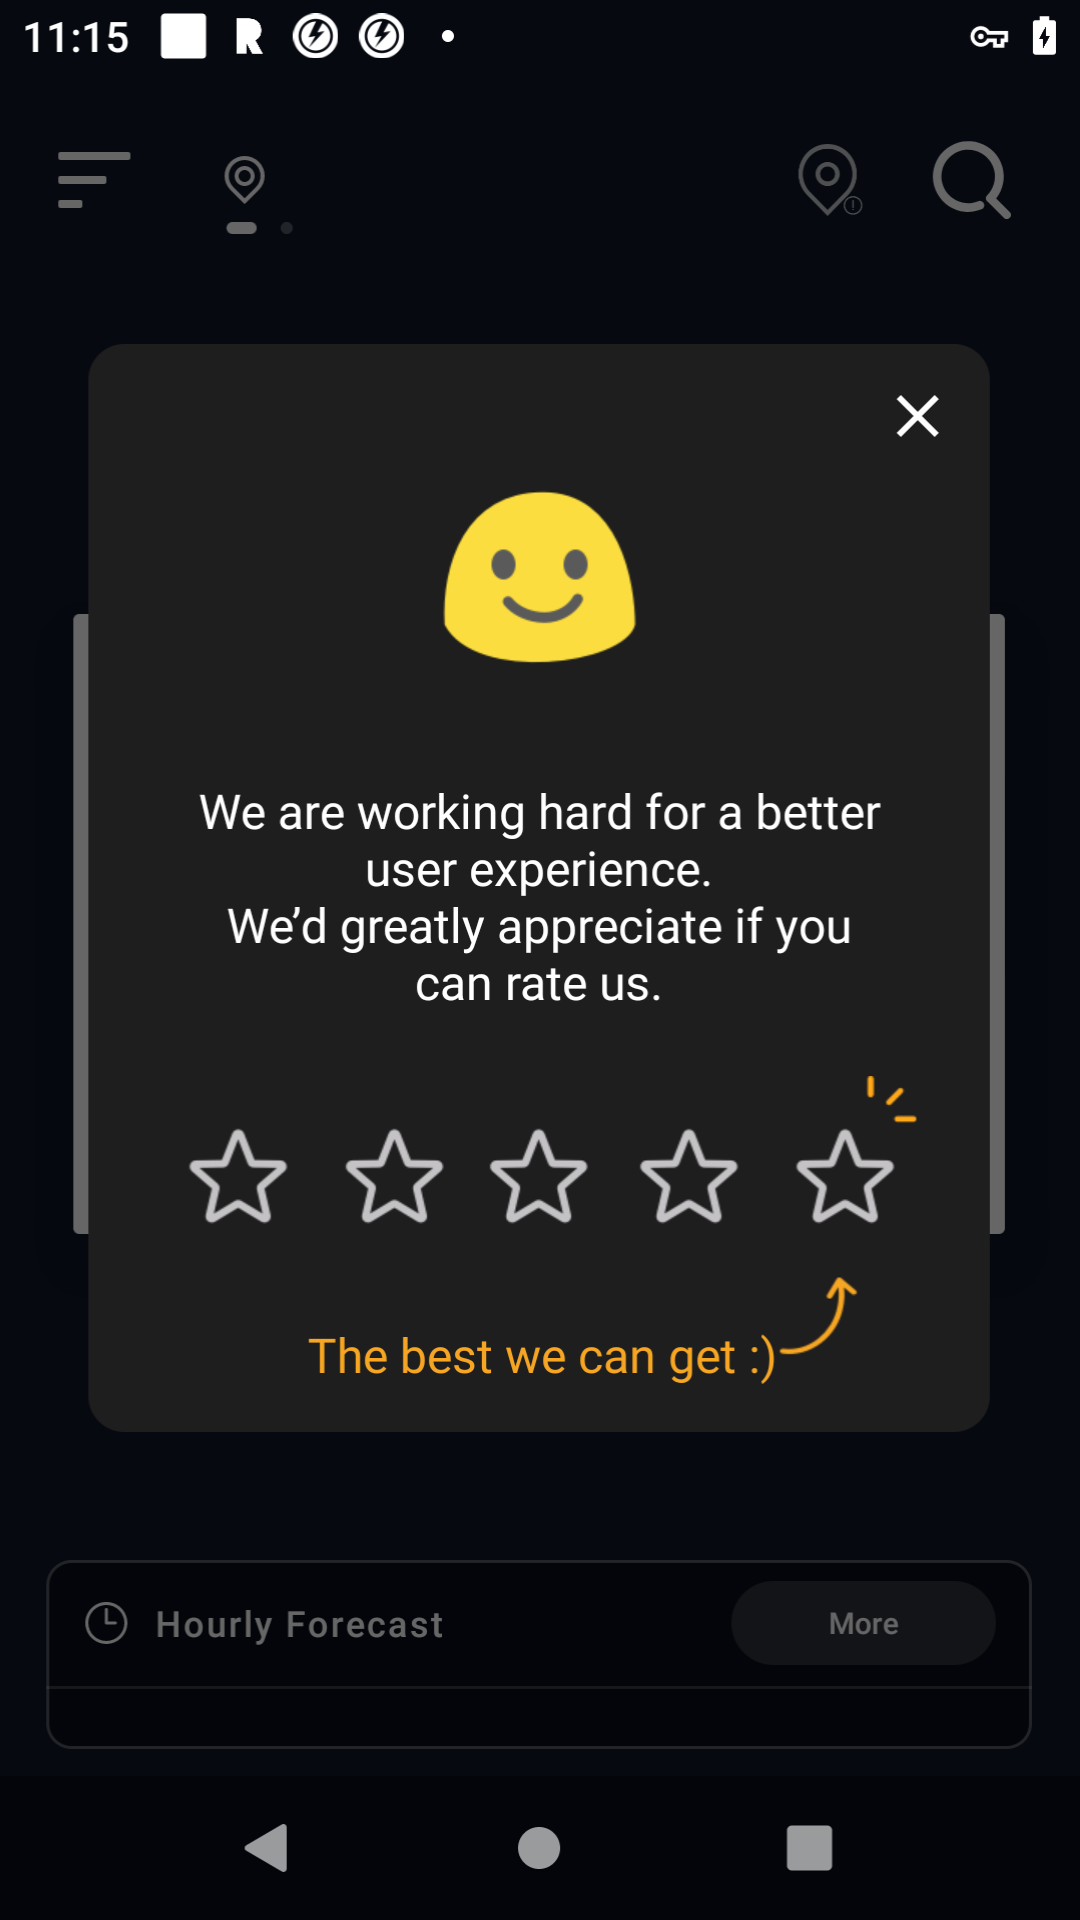 11:15
We are working hard for a better
user experience.
We’d greatly appreciate if you
can rate us.
The best we can get :)
Hourly Forecast
More